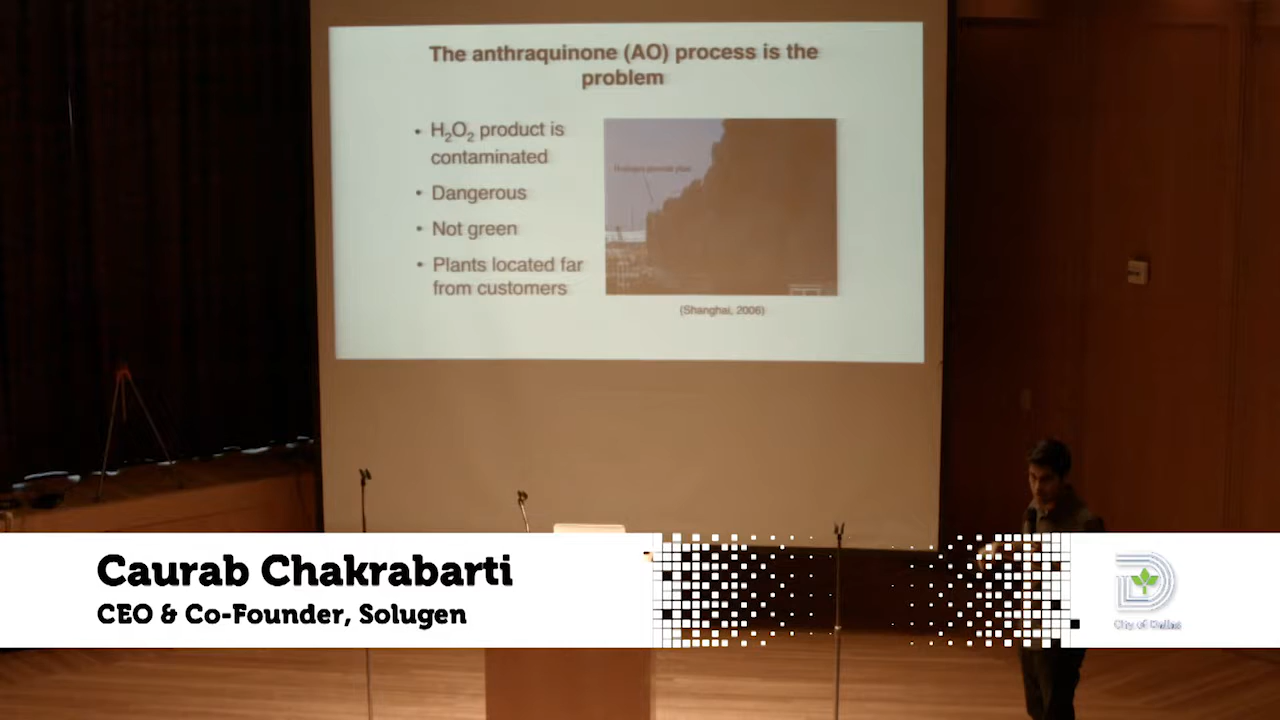 The anthraquinone (AO) process is the
problem
• H₂O₂ product is
contaminated
• Dangerous
• Not green
• Plants located far
from customers
(Shanghai, 2006)
Caurab Chakrabarti
CEO & Co-Founder, Solugen
City of Dallas